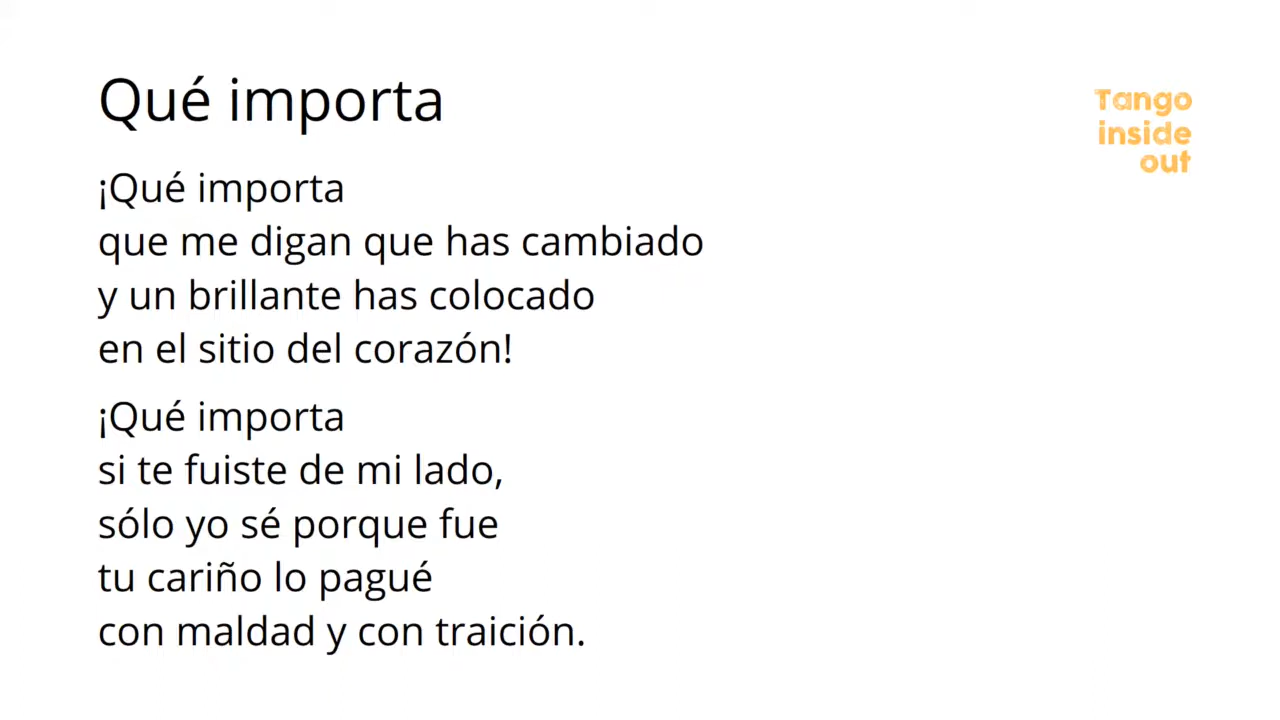 Qué importa
Tango
inside
out
¡Qué importa
que me digan que has cambiado
y un brillante has colocado
en el sitio del corazón!
¡Qué importa
si te fuiste de mi lado,
sólo yo sé porque fue
tu cariño lo pagué
con maldad y con traición.